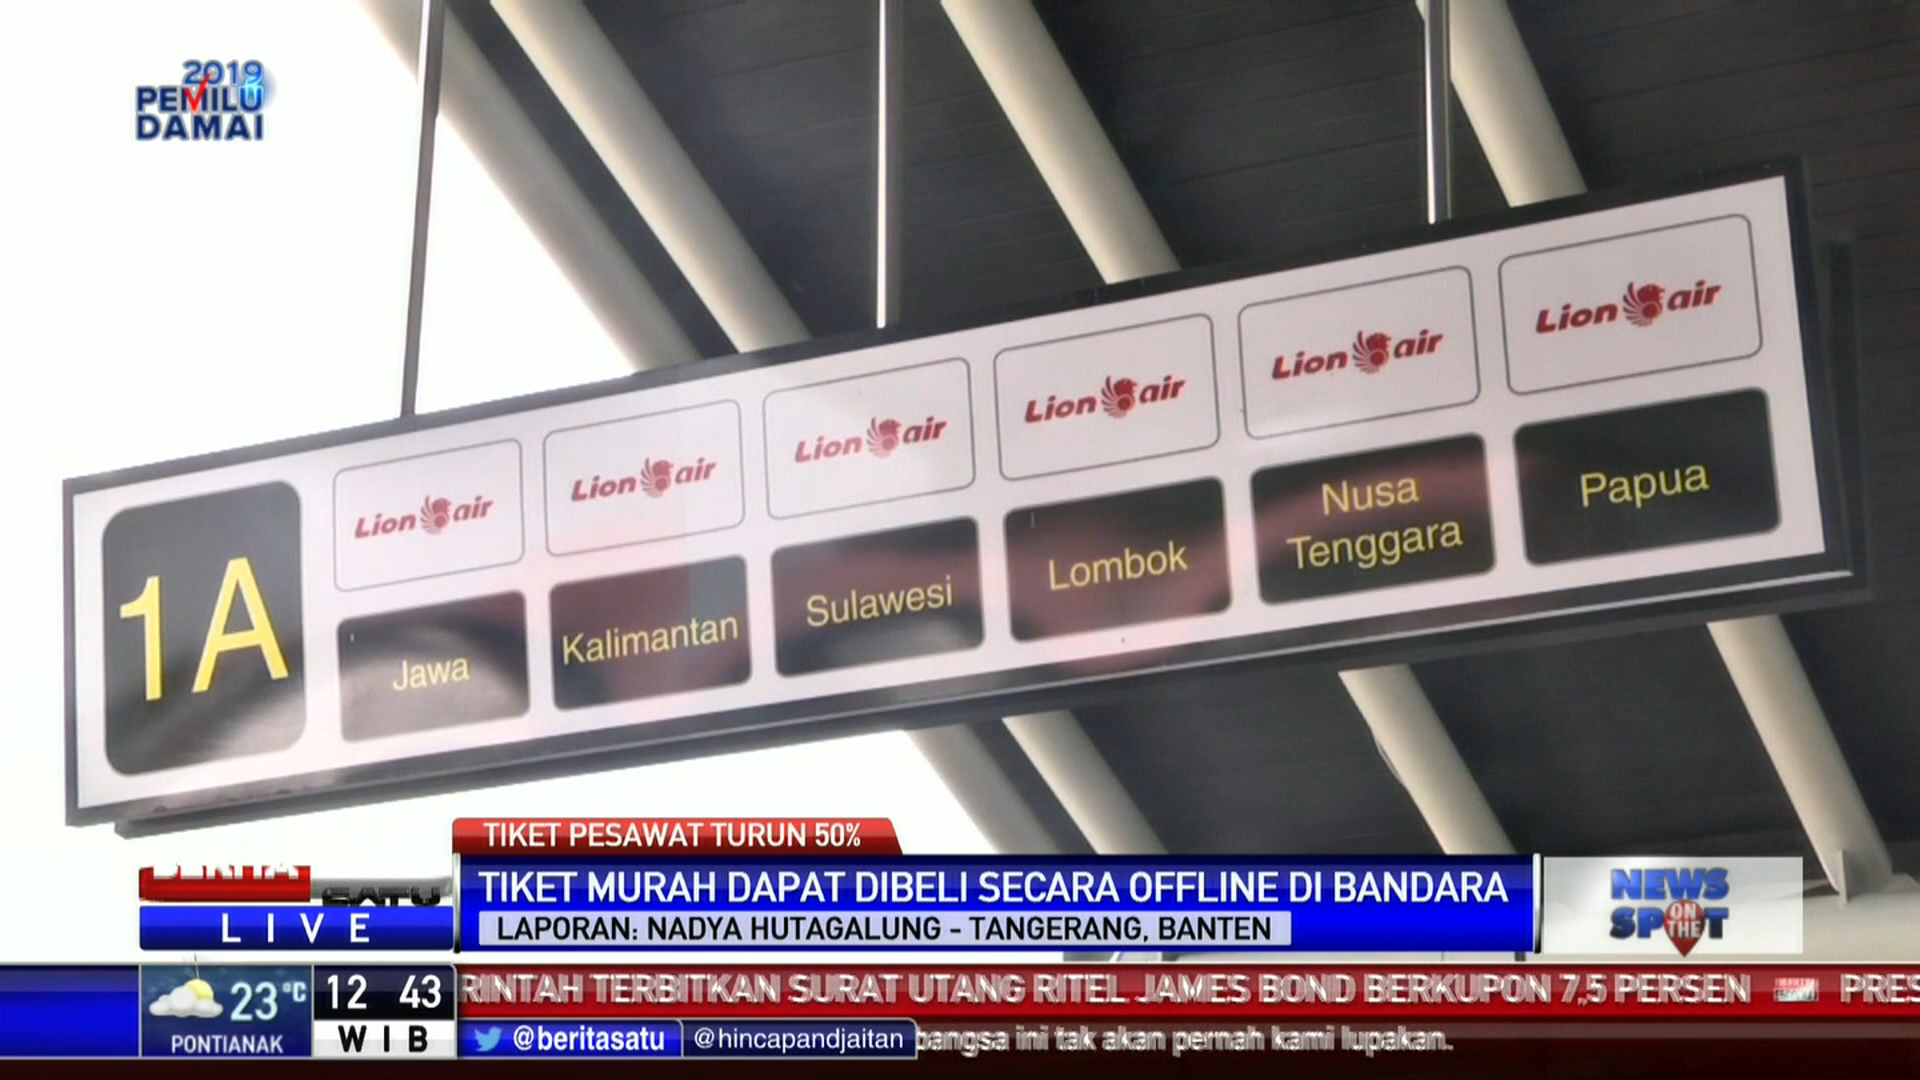 2019
PEMILU
DAMAI
1A
Lion air
Lion air
Lion air
Lion air
Lion air
Lion air
Jawa
Kalimantan
Sulawesi
Lombok
Nusa
Tenggara
Papua
TIKET PESAWAT TURUN 50%
TIKET MURAH DAPAT DIBELI SECARA OFFLINE DI BANDARA
LAPORAN: NADYA HUTAGALUNG - TANGERANG, BANTEN
SATU
LIVE
NEWS
ON THE
SPOT
23°C
PONTIANAK
12 43
WIB
RINTAH TERBITKAN SURAT UTANG RITEL JAMES BOND BERKUPON 7,5 PERSEN
PRES
@beritasatu
@hincapandjaitan
bangsa ini tak akan pernah kami lupakan.